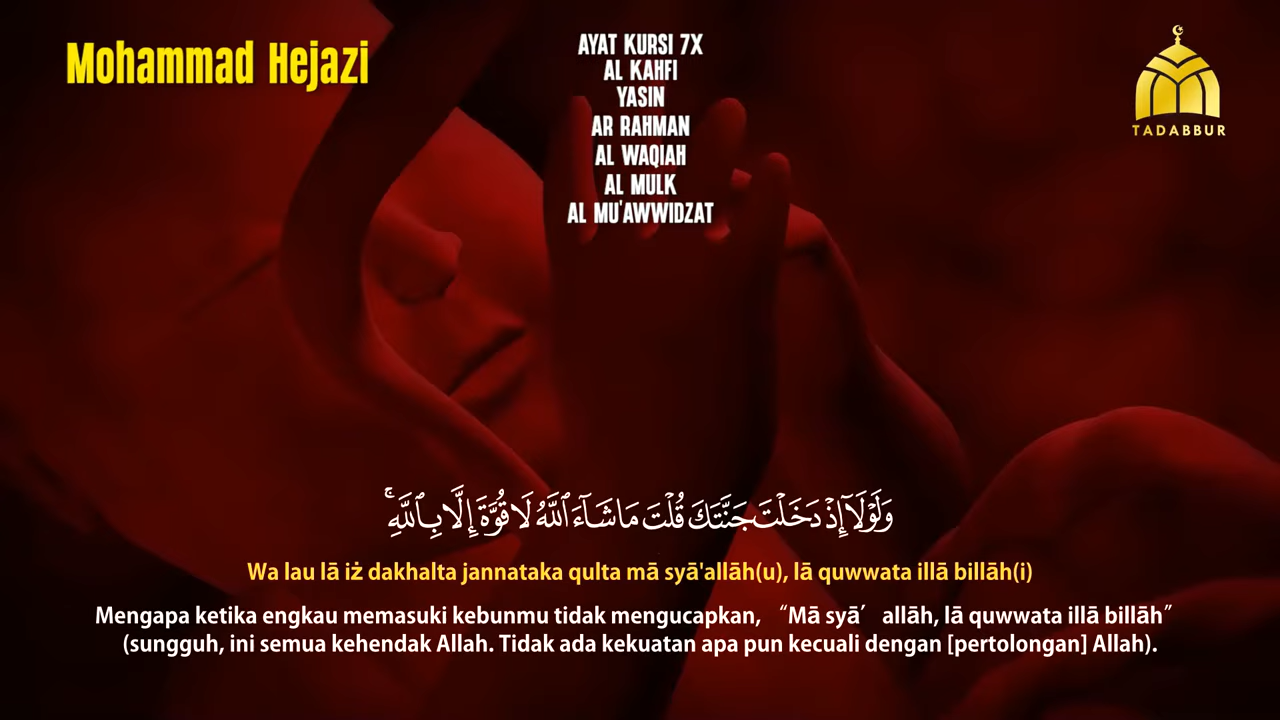 Mohammad Hejazi
AYAT KURSI 7X
AL KAHFI
YASIN
AR RAHMAN
AL WAQIAH
AL MULK
AL MU'AWWIDZAT
TADABBUR
وَلَوْلَآ إِذْ دَخَلْتَ جَنَّتَكَ قُلْتَ مَا شَآءَ ٱللَّهُ لَا قُوَّةَ إِلَّا بِٱللَّهِ ۚ
Wa lau lā iż dakhalta jannataka qulta mā syā'allāh(u), lā quwwata illā billāh(i)
Mengapa ketika engkau memasuki kebunmu tidak mengucapkan, “Mā syā’ allāh, lā quwwata illā billāh”
(sungguh, ini semua kehendak Allah. Tidak ada kekuatan apa pun kecuali dengan [pertolongan] Allah).